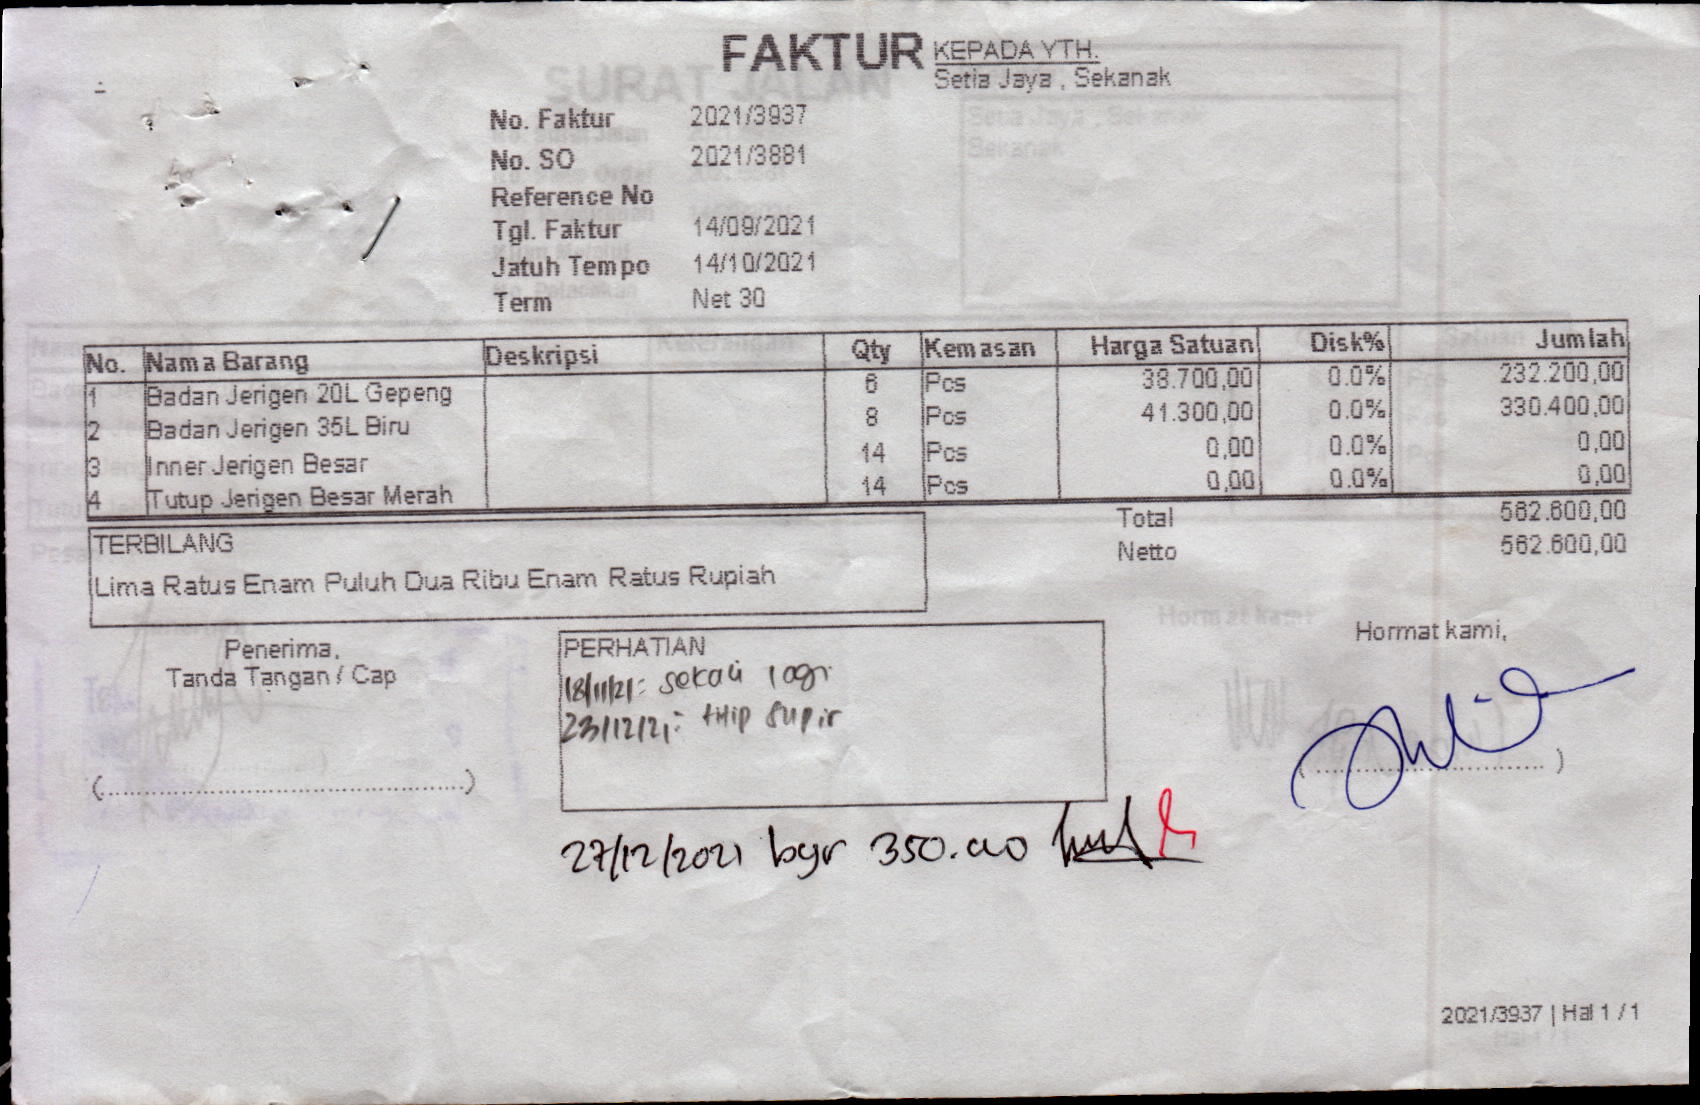 FAKTUR
KEPADA YTH.
Setia Jaya , Sekanak
No. Faktur 2021/3937
No. SO 2021/3881
Reference No
Tgl. Faktur 14/09/2021
Jatuh Tempo 14/10/2021
Term Net 30
No. Nama Barang Deskripsi Qty Kemasan Harga Satuan Disk% Jumlah
1 Badan Jerigen 20L Gepeng 6 Pcs 38.700,00 0.0% 232.200,00
2 Badan Jerigen 35L Biru 8 Pcs 41.300,00 0.0% 330.400,00
3 Inner Jerigen Besar 14 Pcs 0,00 0.0% 0,00
4 Tutup Jerigen Besar Merah 14 Pcs 0,00 0.0% 0,00
Total 562.600,00
Netto 562.600,00
TERBILANG
Lima Ratus Enam Puluh Dua Ribu Enam Ratus Rupiah
Penerima,
Tanda Tangan / Cap
(...............................................)
PERHATIAN
18/11/21: sekali lagi
23/12/21: titip supir
Hormat kami,
(................................)
27/12/2021 byr 350.000
2021/3937 | Hal 1 / 1